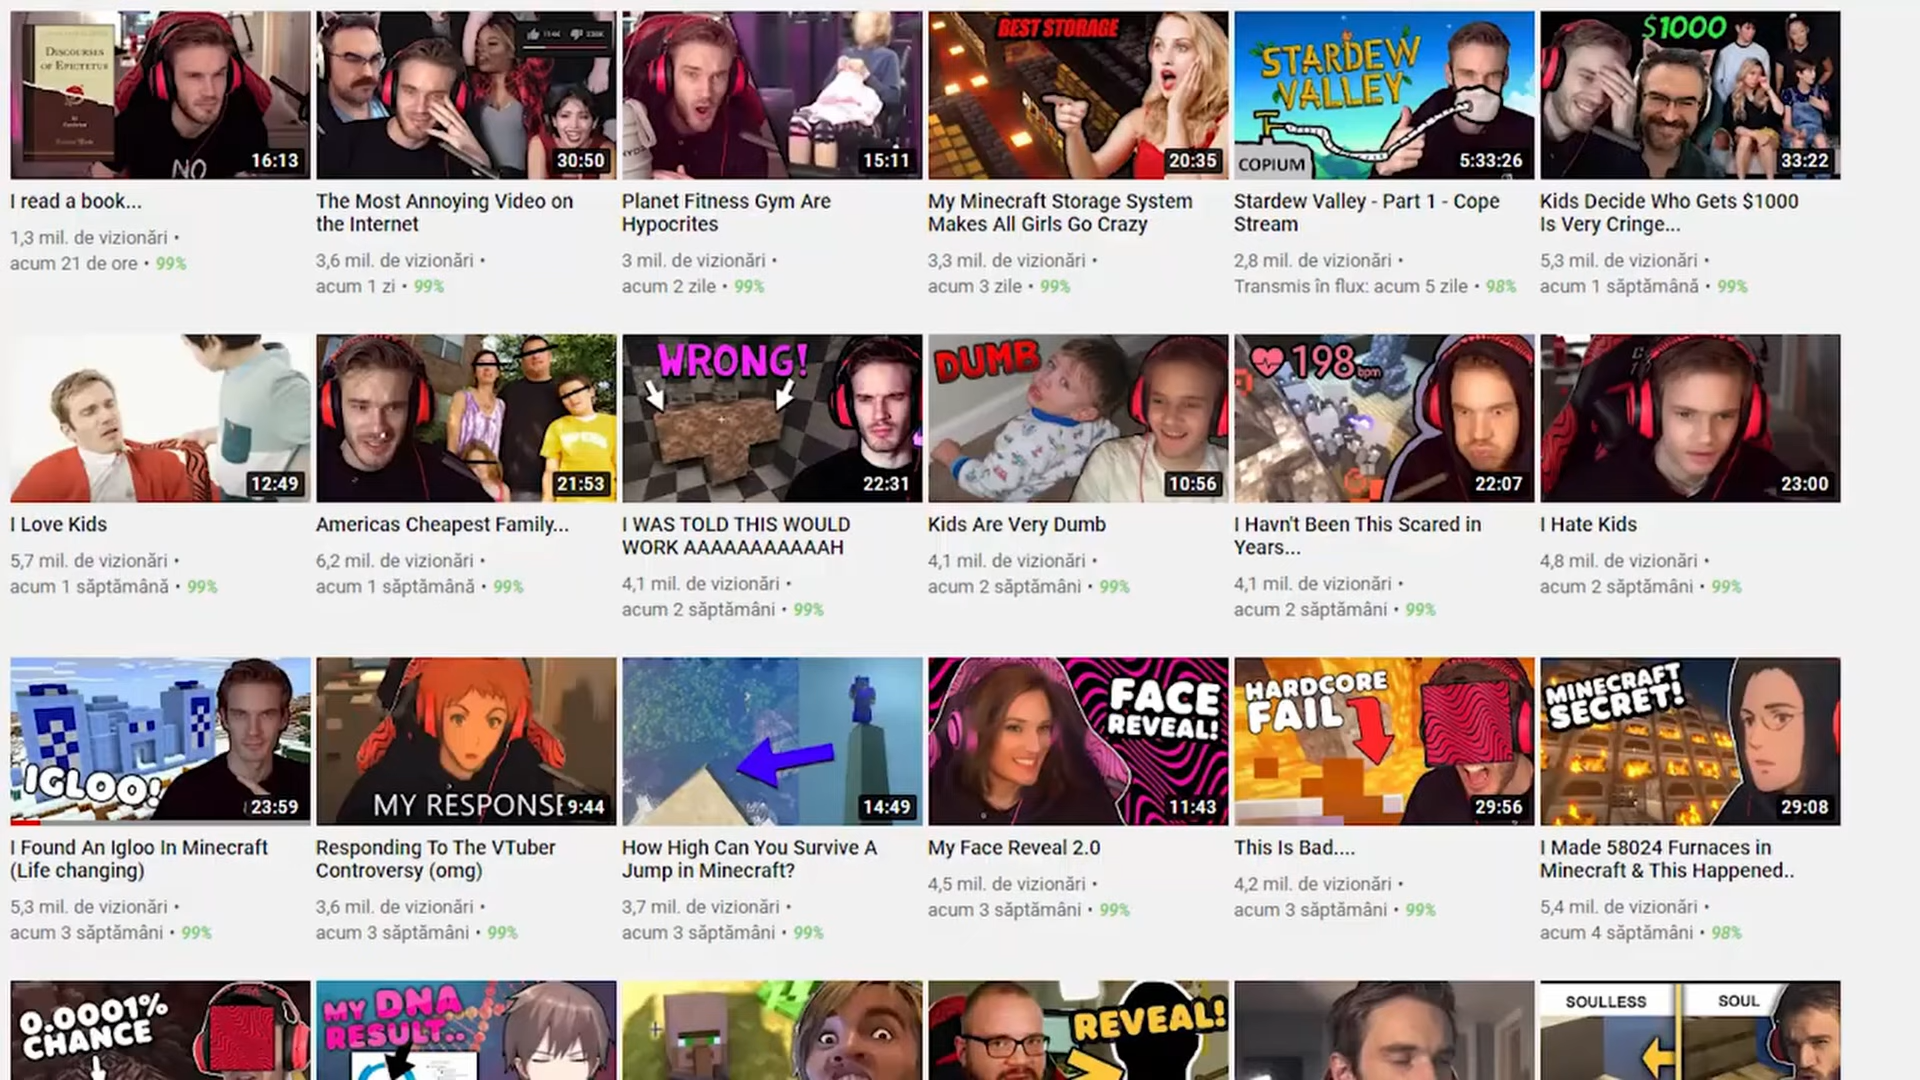 DISCOURSES
OF EPICTETUS
NO
16:13
30:50
15:11
BEST STORAGE
20:35
STARDEW
VALLEY
COPIUM
5:33:26
$1000
33:22
I read a book...
1,3 mil. de vizionări •
acum 21 de ore • 99%
The Most Annoying Video on
the Internet
3,6 mil. de vizionări •
acum 1 zi • 99%
Planet Fitness Gym Are
Hypocrites
3 mil. de vizionări •
acum 2 zile • 99%
My Minecraft Storage System
Makes All Girls Go Crazy
3,3 mil. de vizionări •
acum 3 zile • 99%
Stardew Valley - Part 1 - Cope
Stream
2,8 mil. de vizionări •
Transmis în flux: acum 5 zile • 98%
Kids Decide Who Gets $1000
Is Very Cringe...
5,3 mil. de vizionări •
acum 1 săptămână • 99%
12:49
21:53
WRONG!
22:31
DUMB
10:56
198 bpm
22:07
23:00
I Love Kids
5,7 mil. de vizionări •
acum 1 săptămână • 99%
Americas Cheapest Family...
6,2 mil. de vizionări •
acum 1 săptămână • 99%
I WAS TOLD THIS WOULD
WORK AAAAAAAAAAAH
4,1 mil. de vizionări •
acum 2 săptămâni • 99%
Kids Are Very Dumb
4,1 mil. de vizionări •
acum 2 săptămâni • 99%
I Havn't Been This Scared in
Years...
4,1 mil. de vizionări •
acum 2 săptămâni • 99%
I Hate Kids
4,8 mil. de vizionări •
acum 2 săptămâni • 99%
IGLOO!
23:59
MY RESPONSE
9:44
14:49
FACE
REVEAL!
11:43
HARDCORE
FAIL
29:56
MINECRAFT
SECRET!
29:08
I Found An Igloo In Minecraft
(Life changing)
5,3 mil. de vizionări •
acum 3 săptămâni • 99%
Responding To The VTuber
Controversy (omg)
3,6 mil. de vizionări •
acum 3 săptămâni • 99%
How High Can You Survive A
Jump in Minecraft?
3,7 mil. de vizionări •
acum 3 săptămâni • 99%
My Face Reveal 2.0
4,5 mil. de vizionări •
acum 3 săptămâni • 99%
This Is Bad....
4,2 mil. de vizionări •
acum 3 săptămâni • 99%
I Made 58024 Furnaces in
Minecraft & This Happened..
5,4 mil. de vizionări •
acum 4 săptămâni • 98%
0.0001%
CHANCE
MY DNA
RESULT..
REVEAL!
SOULLESS
SOUL